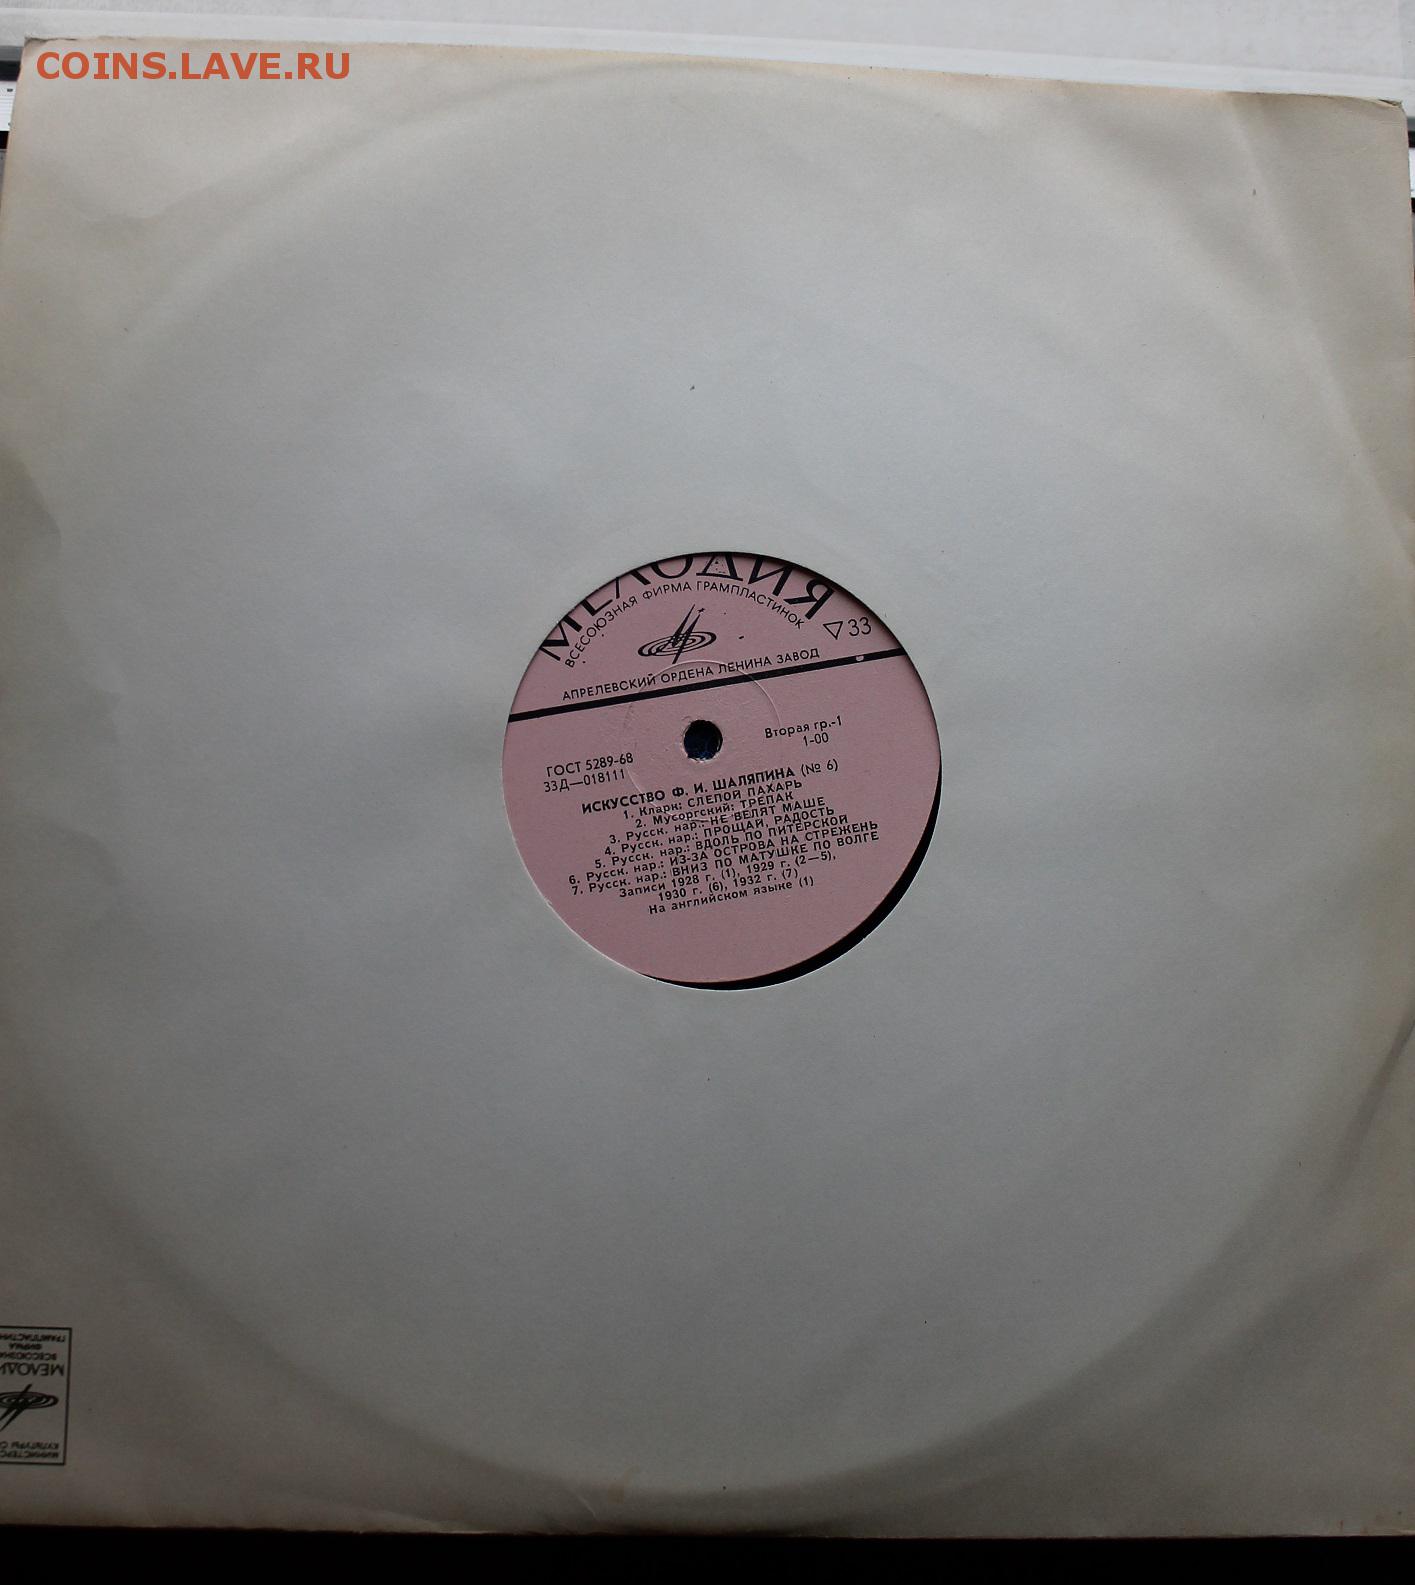 COINS.LAVE.RU
МЕЛОДИЯ
ВСЕСОЮЗНАЯ ФИРМА ГРАМПЛАСТИНОК
33
АПРЕЛЕВСКИЙ ОРДЕНА ЛЕНИНА ЗАВОД
ГОСТ 5289-68
33Д—018111
Вторая гр.-1
1-00
ИСКУССТВО Ф. И. ШАЛЯПИНА (№ 6)
1. Кларк: СЛЕПОЙ ПАХАРЬ
2. Мусоргский: ТРЕПАК
3. Русск. нар.: НЕ ВЕЛЯТ МАШЕ
4. Русск. нар.: ПРОЩАЙ, РАДОСТЬ
5. Русск. нар.: ВДОЛЬ ПО ПИТЕРСКОЙ
6. Русск. нар.: ИЗ-ЗА ОСТРОВА НА СТРЕЖЕНЬ
7. Русск. нар.: ВНИЗ ПО МАТУШКЕ ПО ВОЛГЕ
Записи 1928 г. (1), 1929 г. (2—5),
1930 г. (6), 1932 г. (7)
На английском языке (1)
КУЛЬТУРЫ
МЕЛОДИ
ФИРМА